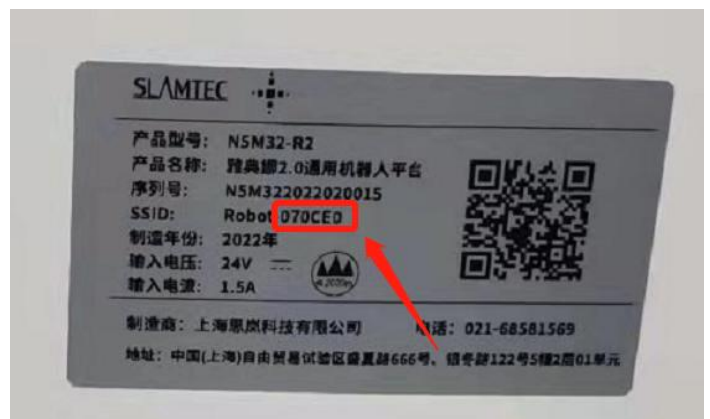 SLAMTEC
产品型号: N5M32-R2
产品名称: 雅典娜2.0通用机器人平台
序列号: N5M322022020015
SSID: Robot-070CE0
制造年份: 2022年
输入电压: 24V
输入电流: 1.5A
制造商: 上海思岚科技有限公司 电话: 021-68581569
地址: 中国(上海)自由贸易试验区盛夏路666号、银冬路122号5幢2层01单元